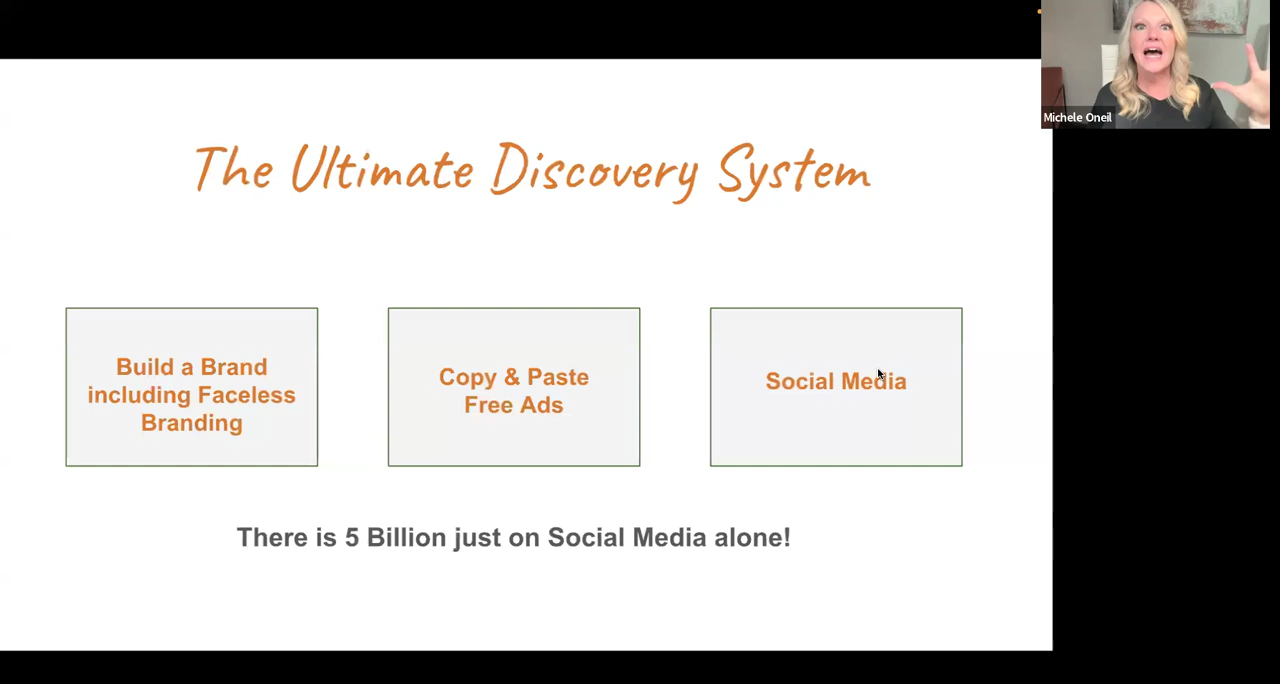 Michele Oneil
The Ultimate Discovery System
Build a Brand
including Faceless
Branding
Copy & Paste
Free Ads
Social Media
There is 5 Billion just on Social Media alone!